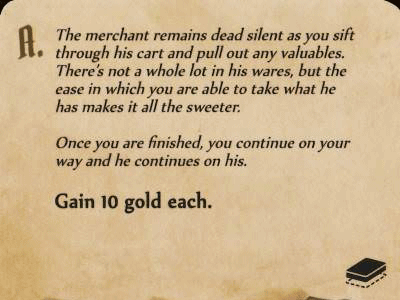 A. The merchant remains dead silent as you sift
through his cart and pull out any valuables.
There's not a whole lot in his wares, but the
ease in which you are able to take what he
has makes it all the sweeter.
Once you are finished, you continue on your
way and he continues on his.
Gain 10 gold each.